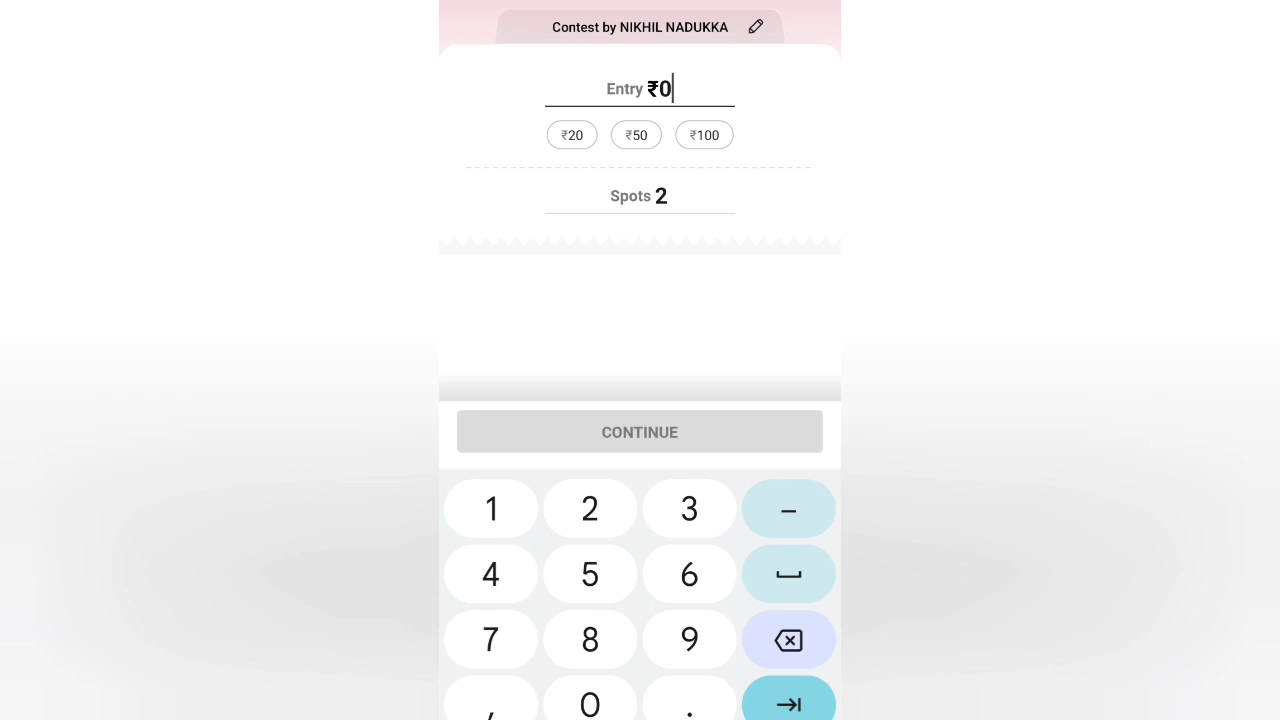 Contest by NIKHIL NADUKKA
Entry ₹0
₹20 ₹50 ₹100
Spots 2
CONTINUE
1 2 3 –
4 5 6
7 8 9
, 0 .